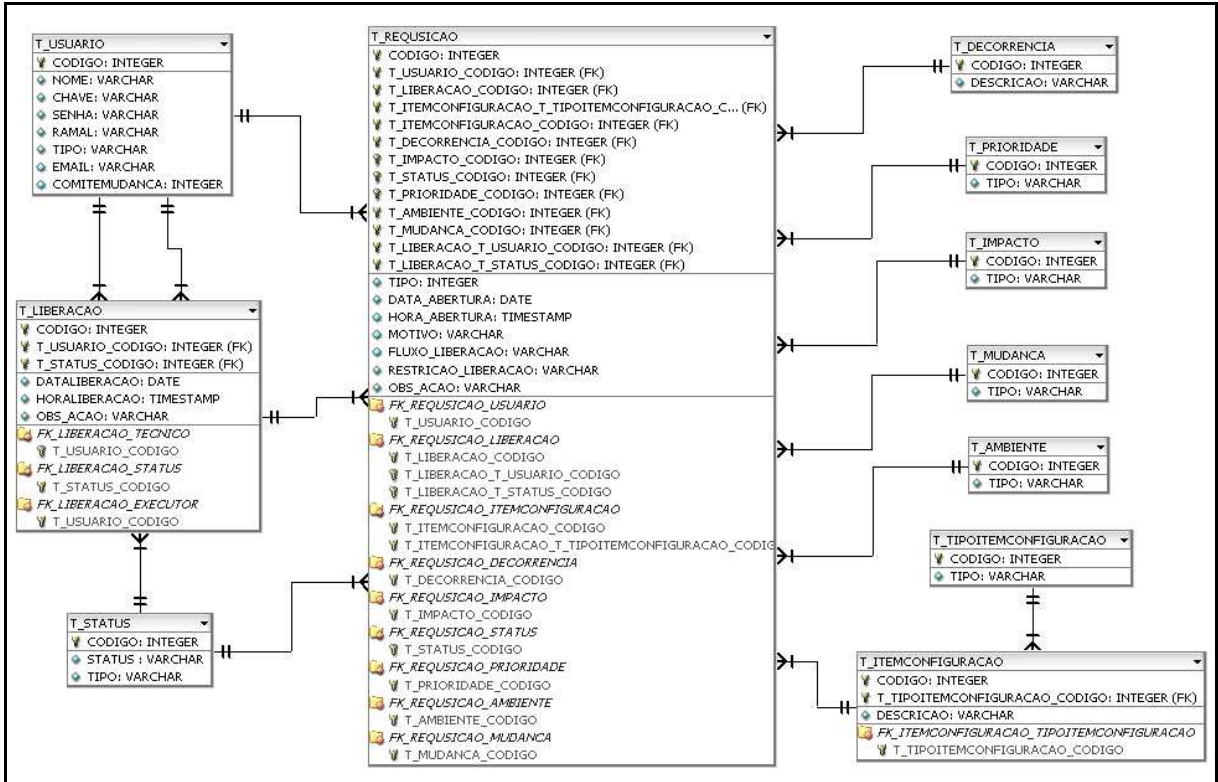 T_USUARIO
CODIGO: INTEGER
NOME: VARCHAR
CHAVE: VARCHAR
SENHA: VARCHAR
RAMAL: VARCHAR
TIPO: VARCHAR
EMAIL: VARCHAR
COMITEMUDANCA: INTEGER
T_LIBERACAO
CODIGO: INTEGER
T_USUARIO_CODIGO: INTEGER (FK)
T_STATUS_CODIGO: INTEGER (FK)
DATALIBERACAO: DATE
HORALIBERACAO: TIMESTAMP
OBS_ACAO: VARCHAR
FK_LIBERACAO_TECNICO
T_USUARIO_CODIGO
FK_LIBERACAO_STATUS
T_STATUS_CODIGO
FK_LIBERACAO_EXECUTOR
T_USUARIO_CODIGO
T_STATUS
CODIGO: INTEGER
STATUS : VARCHAR
TIPO: VARCHAR
T_REQUSICAO
CODIGO: INTEGER
T_USUARIO_CODIGO: INTEGER (FK)
T_LIBERACAO_CODIGO: INTEGER (FK)
T_ITEMCONFIGURACAO_T_TIPOITEMCONFIGURACAO_C... (FK)
T_ITEMCONFIGURACAO_CODIGO: INTEGER (FK)
T_DECORRENCIA_CODIGO: INTEGER (FK)
T_IMPACTO_CODIGO: INTEGER (FK)
T_STATUS_CODIGO: INTEGER (FK)
T_PRIORIDADE_CODIGO: INTEGER (FK)
T_AMBIENTE_CODIGO: INTEGER (FK)
T_MUDANCA_CODIGO: INTEGER (FK)
T_LIBERACAO_T_USUARIO_CODIGO: INTEGER (FK)
T_LIBERACAO_T_STATUS_CODIGO: INTEGER (FK)
TIPO: INTEGER
DATA_ABERTURA: DATE
HORA_ABERTURA: TIMESTAMP
MOTIVO: VARCHAR
FLUXO_LIBERACAO: VARCHAR
RESTRICAO_LIBERACAO: VARCHAR
OBS_ACAO: VARCHAR
FK_REQUSICAO_USUARIO
T_USUARIO_CODIGO
FK_REQUSICAO_LIBERACAO
T_LIBERACAO_CODIGO
T_LIBERACAO_T_USUARIO_CODIGO
T_LIBERACAO_T_STATUS_CODIGO
FK_REQUSICAO_ITEMCONFIGURACAO
T_ITEMCONFIGURACAO_CODIGO
T_ITEMCONFIGURACAO_T_TIPOITEMCONFIGURACAO_CODIG
FK_REQUSICAO_DECORRENCIA
T_DECORRENCIA_CODIGO
FK_REQUSICAO_IMPACTO
T_IMPACTO_CODIGO
FK_REQUSICAO_STATUS
T_STATUS_CODIGO
FK_REQUSICAO_PRIORIDADE
T_PRIORIDADE_CODIGO
FK_REQUSICAO_AMBIENTE
T_AMBIENTE_CODIGO
FK_REQUSICAO_MUDANCA
T_MUDANCA_CODIGO
T_DECORRENCIA
CODIGO: INTEGER
DESCRICAO: VARCHAR
T_PRIORIDADE
CODIGO: INTEGER
TIPO: VARCHAR
T_IMPACTO
CODIGO: INTEGER
TIPO: VARCHAR
T_MUDANCA
CODIGO: INTEGER
TIPO: VARCHAR
T_AMBIENTE
CODIGO: INTEGER
TIPO: VARCHAR
T_TIPOITEMCONFIGURACAO
CODIGO: INTEGER
TIPO: VARCHAR
T_ITEMCONFIGURACAO
CODIGO: INTEGER
T_TIPOITEMCONFIGURACAO_CODIGO: INTEGER (FK)
DESCRICAO: VARCHAR
FK_ITEMCONFIGURACAO_TIPOITEMCONFIGURACAO
T_TIPOITEMCONFIGURACAO_CODIGO